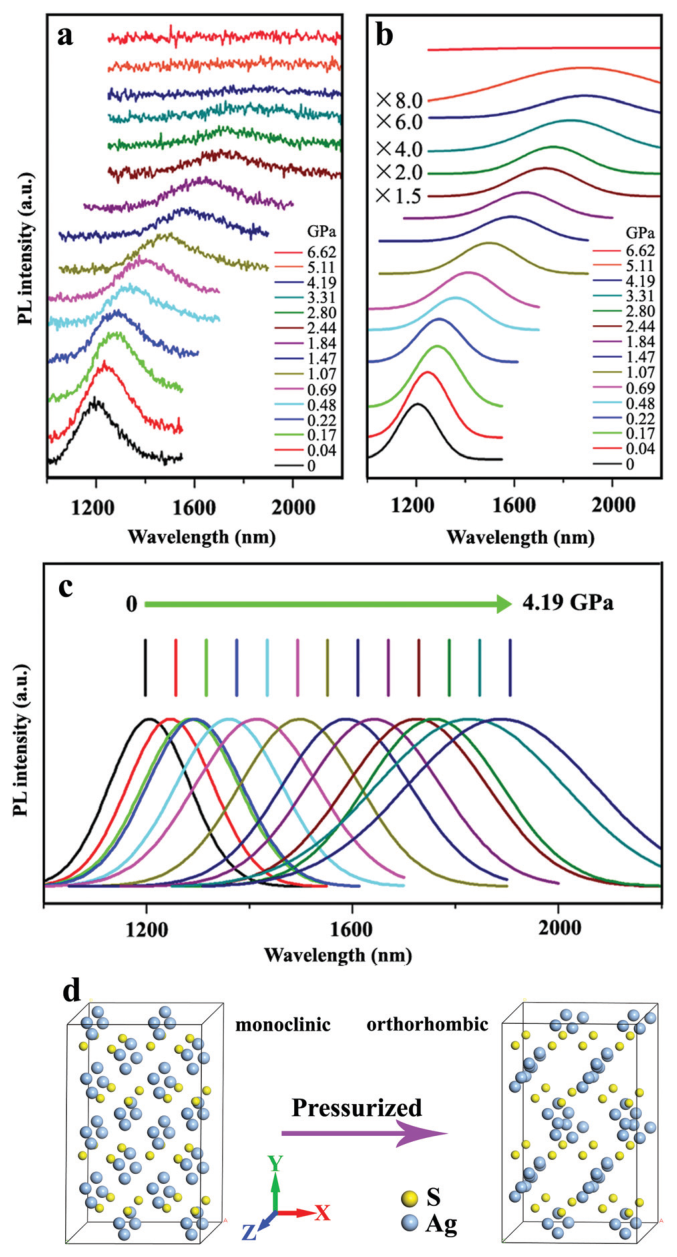 a
PL intensity (a.u.)
GPa
6.62
5.11
4.19
3.31
2.80
2.44
1.84
1.47
1.07
0.69
0.48
0.22
0.17
0.04
0
1200
1600
2000
Wavelength (nm)
b
×8.0
×6.0
×4.0
×2.0
×1.5
GPa
6.62
5.11
4.19
3.31
2.80
2.44
1.84
1.47
1.07
0.69
0.48
0.22
0.17
0.04
0
1200
1600
2000
Wavelength (nm)
c
0
4.19 GPa
PL intensity (a.u.)
1200
1600
2000
Wavelength (nm)
d
monoclinic
orthorhombic
Pressurized
Y
X
Z
S
Ag